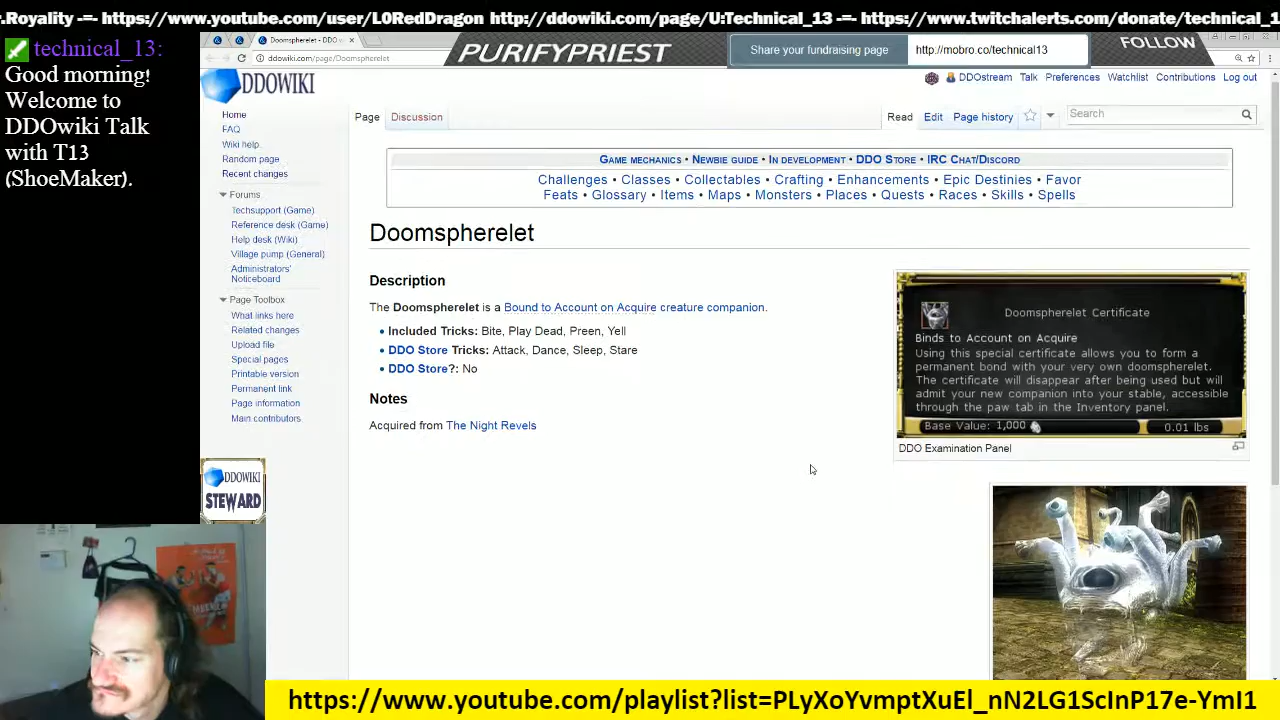 .Royality -=- https://www.youtube.com/user/L0RedDragon http://ddowiki.com/page/U:Technical_13 -=- https://www.twitchalerts.com/donate/technical_1
technical_13:
Good morning!
Welcome to
DDOwiki Talk
with T13
(ShoeMaker).
Doomspherelet - DDO
ddowiki.com/page/Doomspherelet
PURIFYPRIEST
Share your fundraising page
http://mobro.co/technical13
FOLLOW
DDOWIKI
DDOstream Talk Preferences Watchlist Contributions Log out
Page Discussion
Read Edit Page history
Search
Home
FAQ
Wiki help.
Random page
Recent changes
Forums
Techsupport (Game)
Reference desk (Game)
Help desk (Wiki)
Village pump (General)
Administrators'
Noticeboard
Page Toolbox
What links here
Related changes
Upload file
Special pages
Printable version
Permanent link
Page information
Main contributors
DDOWIKI
STEWARD
Game mechanics • Newbie guide • In development • DDO Store • IRC Chat/Discord
Challenges • Classes • Collectables • Crafting • Enhancements • Epic Destinies • Favor
Feats • Glossary • Items • Maps • Monsters • Places • Quests • Races • Skills • Spells
Doomspherelet
Description
The Doomspherelet is a Bound to Account on Acquire creature companion.
• Included Tricks: Bite, Play Dead, Preen, Yell
• DDO Store Tricks: Attack, Dance, Sleep, Stare
• DDO Store?: No
Notes
Acquired from The Night Revels
Doomspherelet Certificate
Binds to Account on Acquire
Using this special certificate allows you to form a
permanent bond with your very own doomspherelet.
The certificate will disappear after being used but will
admit your new companion into your stable, accessible
through the paw tab in the Inventory panel.
Base Value: 1,000
0.01 lbs
DDO Examination Panel
https://www.youtube.com/playlist?list=PLyXoYvmptXuEl_nN2LG1ScInP17e-YmI1